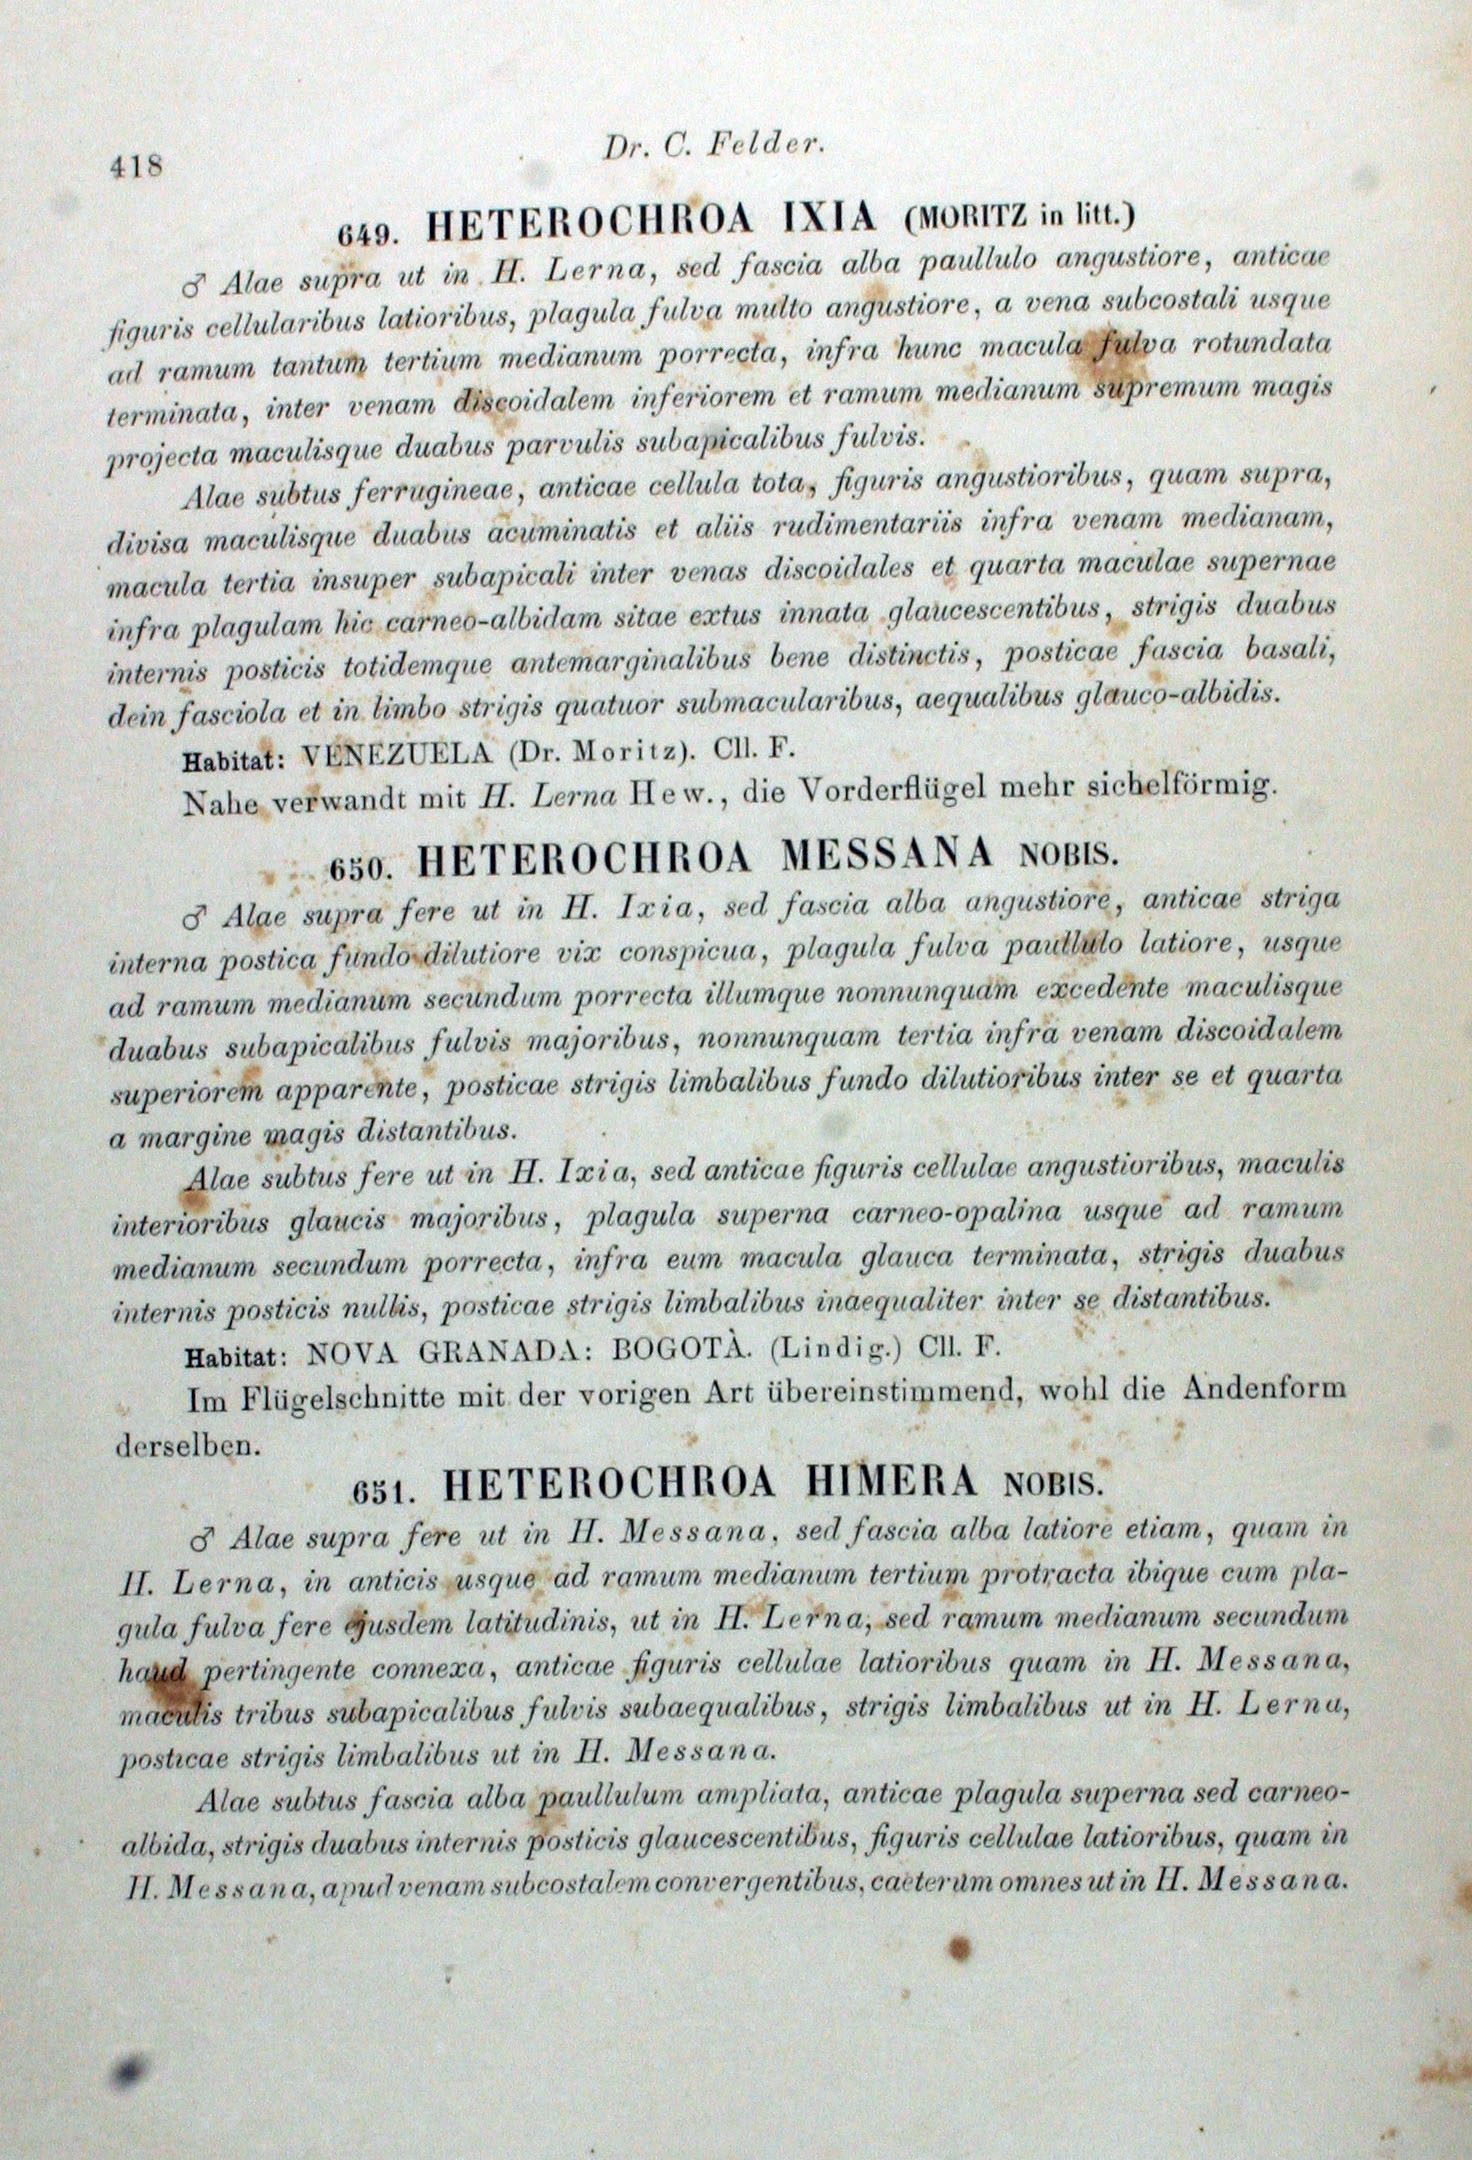 418
Dr. C. Felder.
649. HETEROCHROA IXIA (MORITZ in litt.)
♂ Alae supra ut in H. Lerna, sed fascia alba paullulo angustiore, anticae
figuris cellularibus latioribus, plagula fulva multo angustiore, a vena subcostali usque
ad ramum tantum tertium medianum porrecta, infra hunc macula fulva rotundata
terminata, inter venam discoidalem inferiorem et ramum medianum supremum magis
projecta maculisque duabus parvulis subapicalibus fulvis.
Alae subtus ferrugineae, anticae cellula tota, figuris angustioribus, quam supra,
divisa maculisque duabus acuminatis et aliis rudimentariis infra venam medianam,
macula tertia insuper subapicali inter venas discoidales et quarta maculae supernae
infra plagulam hic carneo-albidam sitae extus innata glaucescentibus, strigis duabus
internis posticis totidemque antemarginalibus bene distinctis, posticae fascia basali,
dein fasciola et in limbo strigis quatuor submacularibus, aequalibus glauco-albidis.
Habitat: VENEZUELA (Dr. Moritz). Cll. F.
Nahe verwandt mit H. Lerna Hew., die Vorderflügel mehr sichelförmig.
650. HETEROCHROA MESSANA NOBIS.
♂ Alae supra fere ut in H. Ixia, sed fascia alba angustiore, anticae striga
interna postica fundo dilutiore vix conspicua, plagula fulva paullulo latiore, usque
ad ramum medianum secundum porrecta illumque nonnunquam excedente maculisque
duabus subapicalibus fulvis majoribus, nonnunquam tertia infra venam discoidalem
superiorem apparente, posticae strigis limbalibus fundo dilutioribus inter se et quarta
a margine magis distantibus.
Alae subtus fere ut in H. Ixia, sed anticae figuris cellulae angustioribus, maculis
interioribus glaucis majoribus, plagula superna carneo-opalina usque ad ramum
medianum secundum porrecta, infra eum macula glauca terminata, strigis duabus
internis posticis nullis, posticae strigis limbalibus inaequaliter inter se distantibus.
Habitat: NOVA GRANADA: BOGOTÀ. (Lindig.) Cll. F.
Im Flügelschnitte mit der vorigen Art übereinstimmend, wohl die Andenform
derselben.
651. HETEROCHROA HIMERA NOBIS.
♂ Alae supra fere ut in H. Messana, sed fascia alba latiore etiam, quam in
H. Lerna, in anticis usque ad ramum medianum tertium protracta ibique cum pla-
gula fulva fere ejusdem latitudinis, ut in H. Lerna, sed ramum medianum secundum
haud pertingente connexa, anticae figuris cellulae latioribus quam in H. Messana,
maculis tribus subapicalibus fulvis subaequalibus, strigis limbalibus ut in H. Lerna,
posticae strigis limbalibus ut in H. Messana.
Alae subtus fascia alba paullulum ampliata, anticae plagula superna sed carneo-
albida, strigis duabus internis posticis glaucescentibus, figuris cellulae latioribus, quam in
H. Messana, apud venam subcostalem convergentibus, caeterum omnes ut in H. Messana.